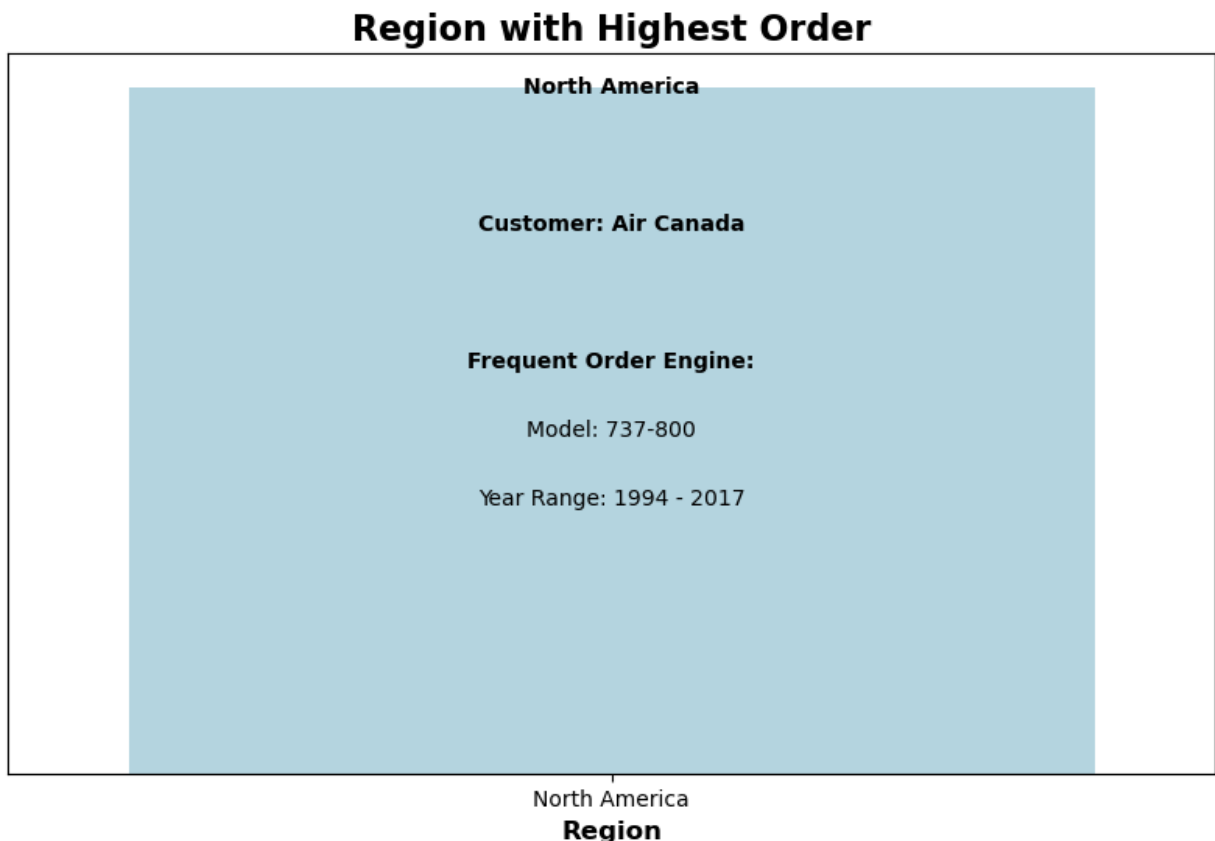 Region with Highest Order
North America
Customer: Air Canada
Frequent Order Engine:
Model: 737-800
Year Range: 1994 - 2017
North America
Region